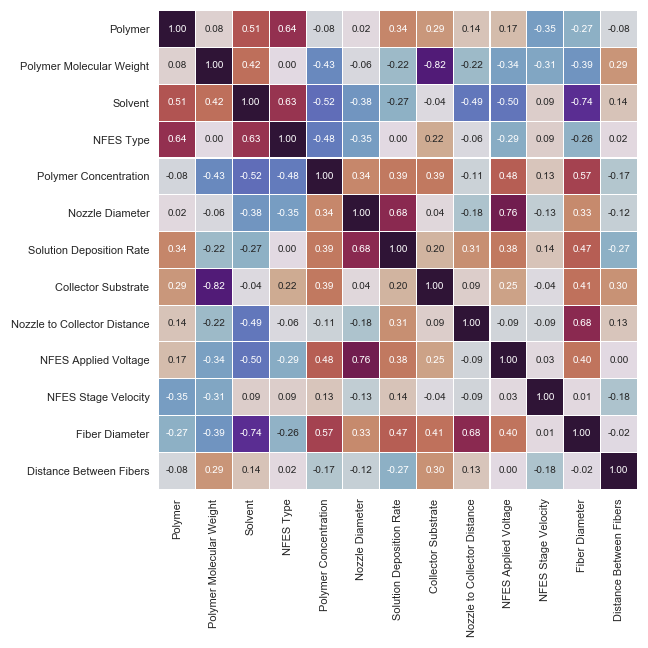 Polymer 1.00 0.08 0.51 0.64 -0.08 0.02 0.34 0.29 0.14 0.17 -0.35 -0.27 -0.08
Polymer Molecular Weight 0.08 1.00 0.42 0.00 -0.43 -0.06 -0.22 -0.82 -0.22 -0.34 -0.31 -0.39 0.29
Solvent 0.51 0.42 1.00 0.63 -0.52 -0.38 -0.27 -0.04 -0.49 -0.50 0.09 -0.74 0.14
NFES Type 0.64 0.00 0.63 1.00 -0.48 -0.35 0.00 0.22 -0.06 -0.29 0.09 -0.26 0.02
Polymer Concentration -0.08 -0.43 -0.52 -0.48 1.00 0.34 0.39 0.39 -0.11 0.48 0.13 0.57 -0.17
Nozzle Diameter 0.02 -0.06 -0.38 -0.35 0.34 1.00 0.68 0.04 -0.18 0.76 -0.13 0.33 -0.12
Solution Deposition Rate 0.34 -0.22 -0.27 0.00 0.39 0.68 1.00 0.20 0.31 0.38 0.14 0.47 -0.27
Collector Substrate 0.29 -0.82 -0.04 0.22 0.39 0.04 0.20 1.00 0.09 0.25 -0.04 0.41 0.30
Nozzle to Collector Distance 0.14 -0.22 -0.49 -0.06 -0.11 -0.18 0.31 0.09 1.00 -0.09 -0.09 0.68 0.13
NFES Applied Voltage 0.17 -0.34 -0.50 -0.29 0.48 0.76 0.38 0.25 -0.09 1.00 0.03 0.40 0.00
NFES Stage Velocity -0.35 -0.31 0.09 0.09 0.13 -0.13 0.14 -0.04 -0.09 0.03 1.00 0.01 -0.18
Fiber Diameter -0.27 -0.39 -0.74 -0.26 0.57 0.33 0.47 0.41 0.68 0.40 0.01 1.00 -0.02
Distance Between Fibers -0.08 0.29 0.14 0.02 -0.17 -0.12 -0.27 0.30 0.13 0.00 -0.18 -0.02 1.00
Polymer
Polymer Molecular Weight
Solvent
NFES Type
Polymer Concentration
Nozzle Diameter
Solution Deposition Rate
Collector Substrate
Nozzle to Collector Distance
NFES Applied Voltage
NFES Stage Velocity
Fiber Diameter
Distance Between Fibers